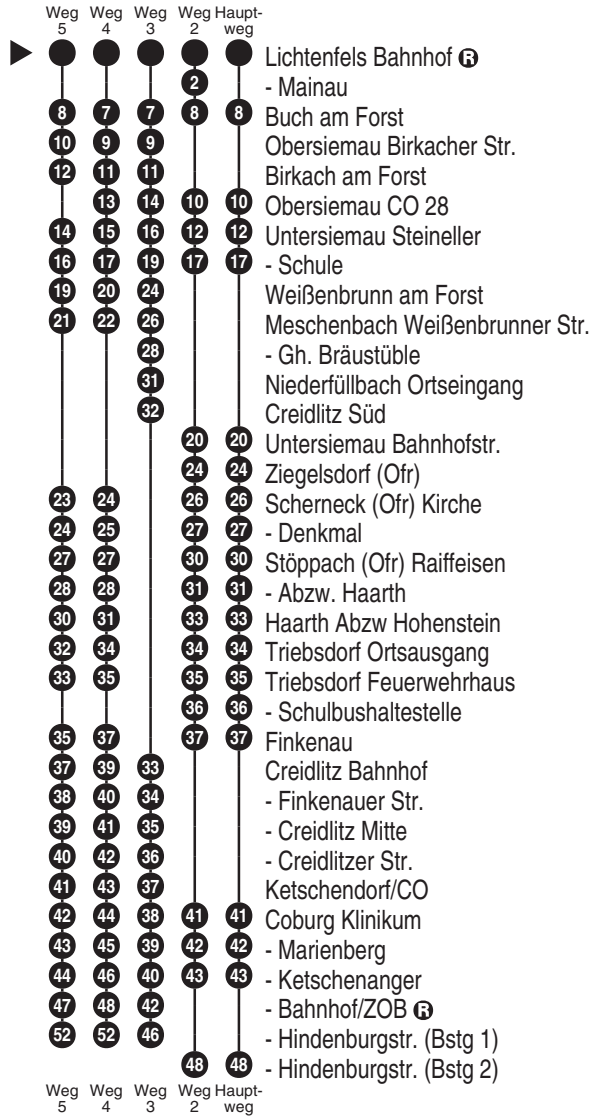 Weg Weg Weg Weg Haupt-
5 4 3 2 weg
Lichtenfels Bahnhof R
2 - Mainau
8 7 7 8 8 Buch am Forst
10 9 9 Obersiemau Birkacher Str.
12 11 11 Birkach am Forst
13 14 10 10 Obersiemau CO 28
14 15 16 12 12 Untersiemau Steineller
16 17 19 17 17 - Schule
19 20 24 Weißenbrunn am Forst
21 22 26 Meschenbach Weißenbrunner Str.
28 - Gh. Bräustüble
31 Niederfüllbach Ortseingang
32 Creidlitz Süd
20 20 Untersiemau Bahnhofstr.
24 24 Ziegelsdorf (Ofr)
23 24 26 26 Scherneck (Ofr) Kirche
24 25 27 27 - Denkmal
27 27 30 30 Stöppach (Ofr) Raiffeisen
28 28 31 31 - Abzw. Haarth
30 31 33 33 Haarth Abzw Hohenstein
32 34 34 34 Triebsdorf Ortsausgang
33 35 35 35 Triebsdorf Feuerwehrhaus
36 36 - Schulbushaltestelle
35 37 37 37 Finkenau
37 39 33 Creidlitz Bahnhof
38 40 34 - Finkenauer Str.
39 41 35 - Creidlitz Mitte
40 42 36 - Creidlitzer Str.
41 43 37 Ketschendorf/CO
42 44 38 41 41 Coburg Klinikum
43 45 39 42 42 - Marienberg
44 46 40 43 43 - Ketschenanger
47 48 42 - Bahnhof/ZOB R
52 52 46 - Hindenburgstr. (Bstg 1)
48 48 - Hindenburgstr. (Bstg 2)
Weg Weg Weg Weg Haupt-
5 4 3 2 weg